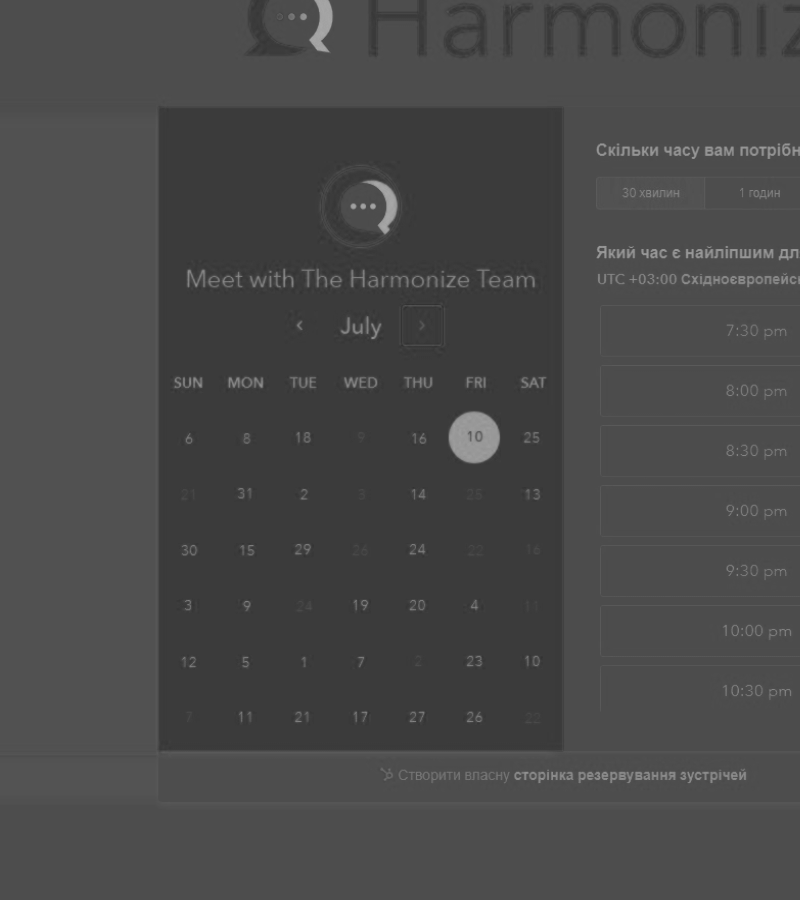 Harmoniz
Meet with The Harmonize Team
July
SUN MON TUE WED THU FRI SAT
6 8 18 9 16 10 25
21 31 2 3 14 25 13
30 15 29 26 24 22 16
3 9 24 19 20 4 11
12 5 1 7 2 23 10
7 11 21 17 27 26 22
Скільки часу вам потрібн
30 хвилин 1 годин
Який час є найліпшим дл
UTC +03:00 Східноєвропейсь
7:30 pm
8:00 pm
8:30 pm
9:00 pm
9:30 pm
10:00 pm
10:30 pm
Створити власну сторінка резервування зустрічей